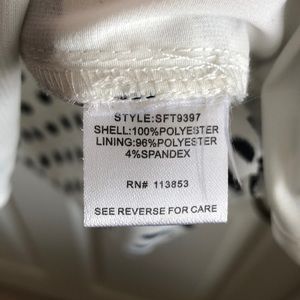 STYLE:SFT9397
SHELL:100%POLYESTER
LINING:96%POLYESTER
4%SPANDEX
RN# 113853
SEE REVERSE FOR CARE